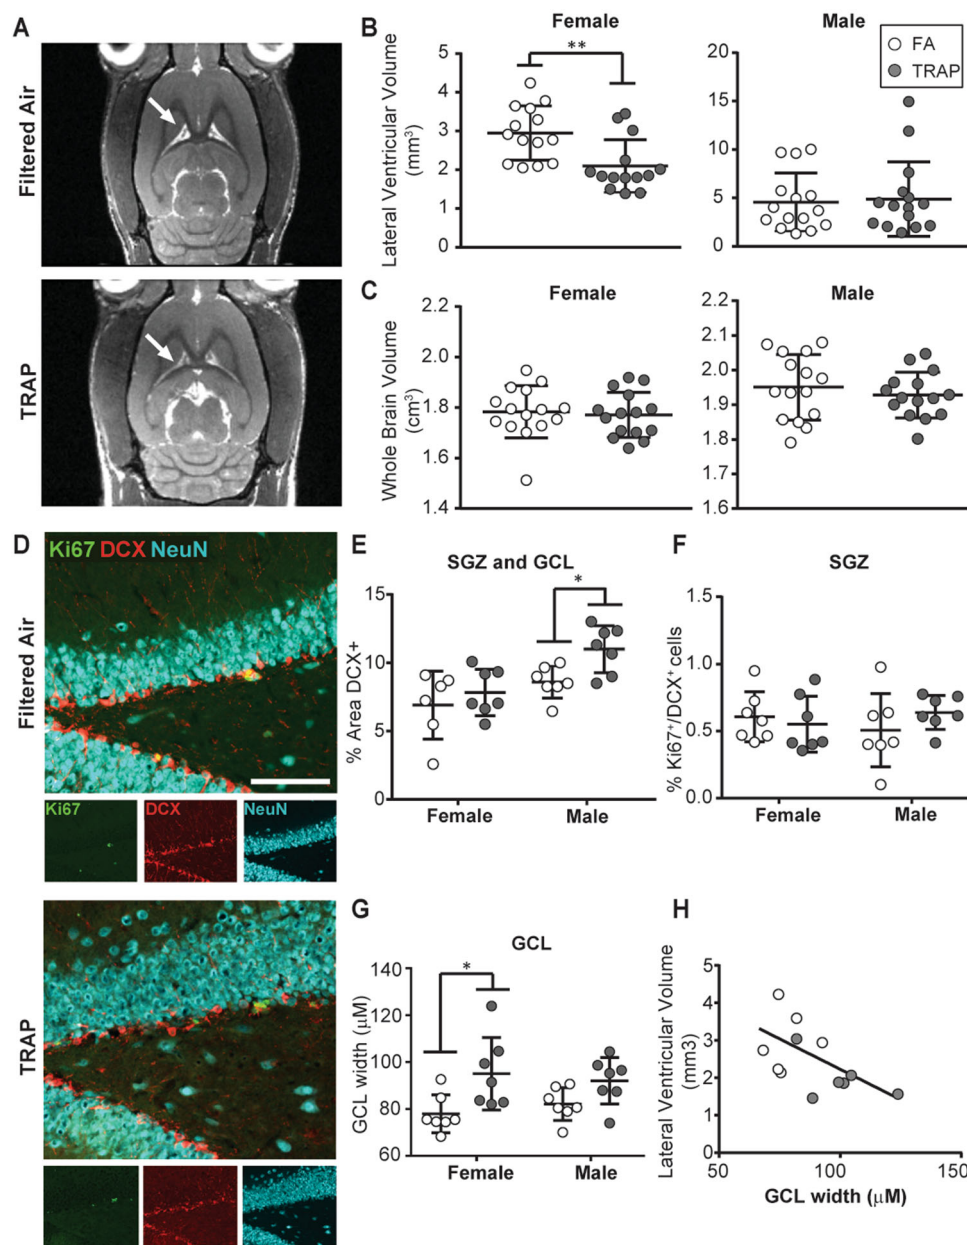 A
Filtered Air
TRAP
B
Female
Male
FA
TRAP
**
Lateral Ventricular Volume
(mm³)
5
4
3
2
1
0
20
15
10
5
0
C
Female
Male
Whole Brain Volume
(cm³)
2.2
2.0
1.8
1.6
1.4
2.2
2.1
2.0
1.9
1.8
1.7
1.6
D
Ki67 DCX NeuN
Filtered Air
Ki67
DCX
NeuN
TRAP
E
SGZ and GCL
*
% Area DCX+
15
10
5
0
Female
Male
F
SGZ
% Ki67⁺/DCX⁺ cells
1.5
1.0
0.5
0.0
Female
Male
G
GCL
*
GCL width (μM)
140
120
100
80
60
Female
Male
H
Lateral Ventricular Volume
(mm3)
5
4
3
2
1
0
50
100
150
GCL width (μM)